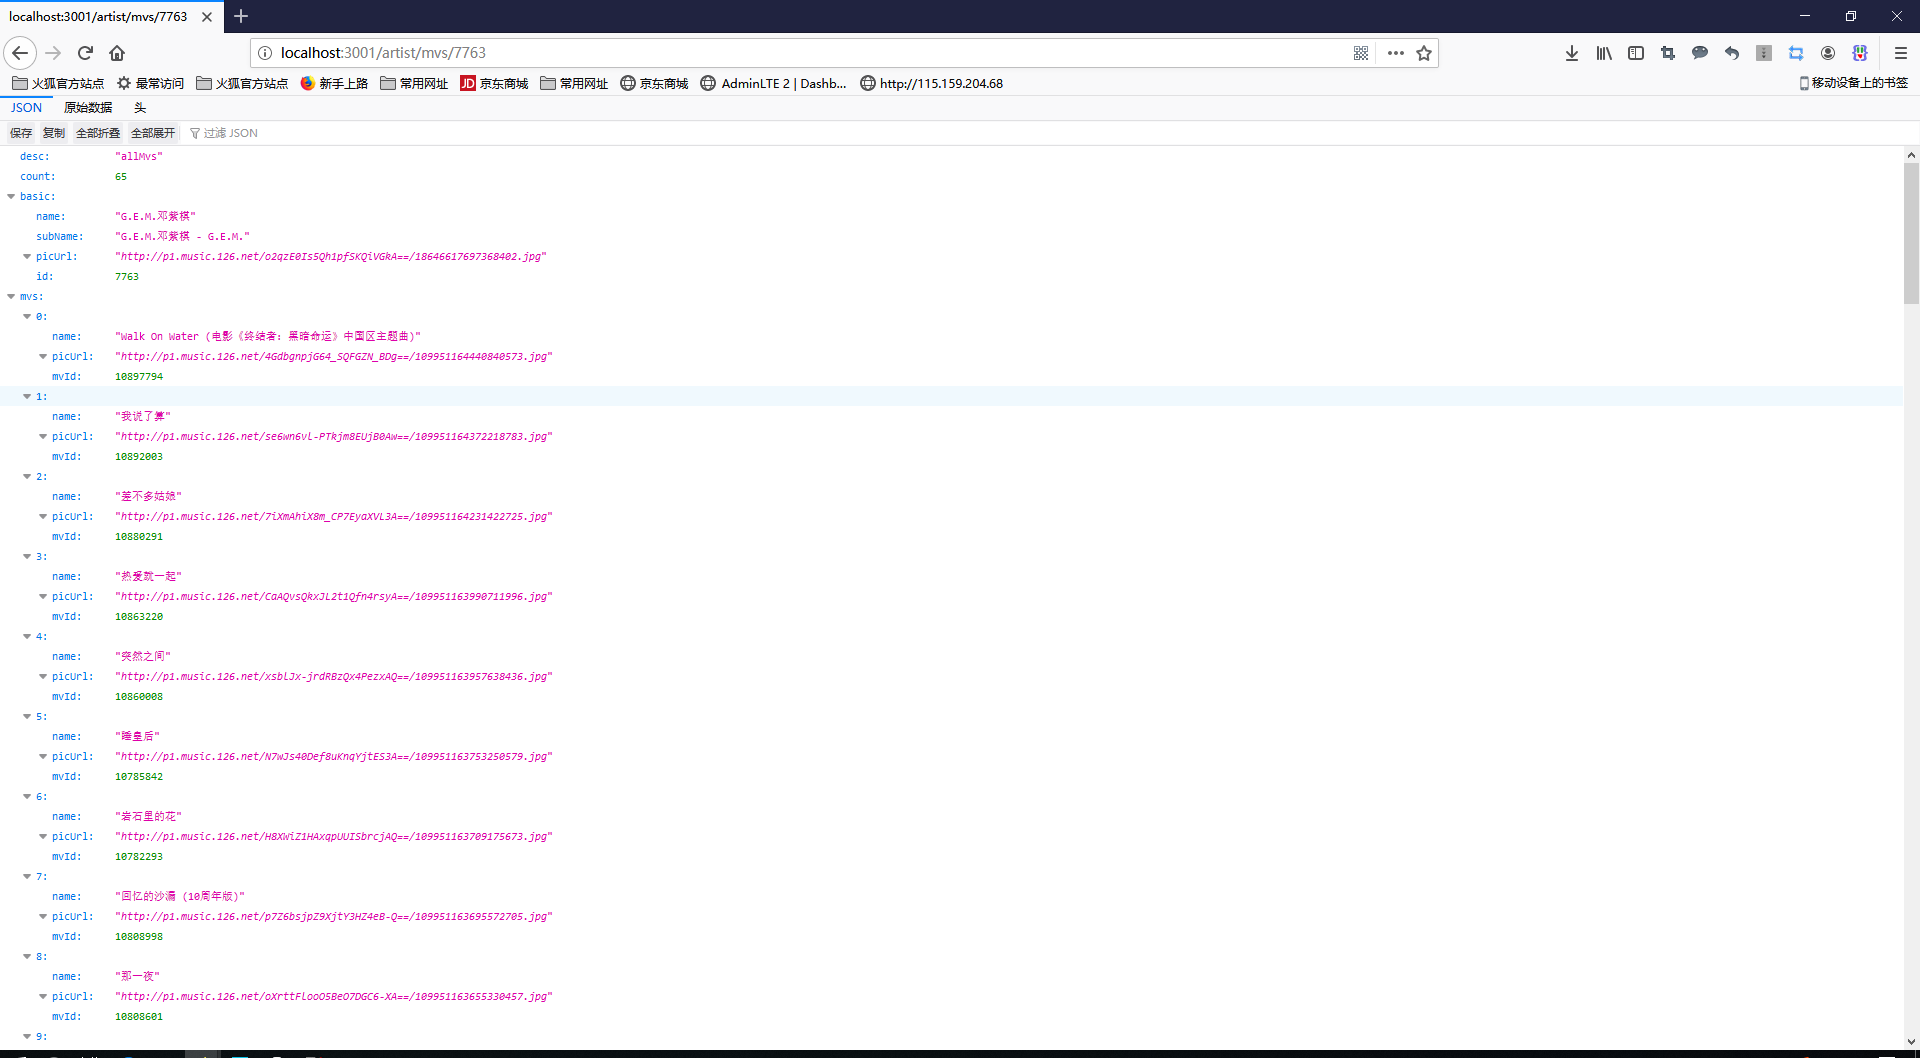 localhost:3001/artist/mvs/7763
localhost:3001/artist/mvs/7763
火狐官方站点 最常访问 火狐官方站点 新手上路 常用网址 JD 京东商城 常用网址 京东商城 AdminLTE 2 | Dashb... http://115.159.204.68 移动设备上的书签
JSON 原始数据 头
保存 复制 全部折叠 全部展开 过滤 JSON
desc: "allMvs"
count: 65
basic:
name: "G.E.M.邓紫棋"
subName: "G.E.M.邓紫棋 - G.E.M."
picUrl: "http://p1.music.126.net/o2qzE0Is5Qh1pfSKQiVGkA==/18646617697368402.jpg"
id: 7763
mvs:
0:
name: "Walk On Water (电影《终结者：黑暗命运》中国区主题曲)"
picUrl: "http://p1.music.126.net/4GdbgnpjG64_SQFGZN_BDg==/109951164440840573.jpg"
mvId: 10897794
1:
name: "我说了算"
picUrl: "http://p1.music.126.net/se6wn6vl-PTkjm8EUjB0Aw==/109951164372218783.jpg"
mvId: 10892003
2:
name: "差不多姑娘"
picUrl: "http://p1.music.126.net/7iXmAhiX8m_CP7EyaXVL3A==/109951164231422725.jpg"
mvId: 10880291
3:
name: "热爱就一起"
picUrl: "http://p1.music.126.net/CaAQvsQkxJL2t1Qfn4rsyA==/109951163990711996.jpg"
mvId: 10863220
4:
name: "突然之间"
picUrl: "http://p1.music.126.net/xsblJx-jrdRBzQx4PezxAQ==/109951163957638436.jpg"
mvId: 10860008
5:
name: "睡皇后"
picUrl: "http://p1.music.126.net/N7wJs40Def8uKnqYjtES3A==/109951163753250579.jpg"
mvId: 10785842
6:
name: "岩石里的花"
picUrl: "http://p1.music.126.net/H8XWiZ1HAxqpUUISbrcjAQ==/109951163709175673.jpg"
mvId: 10782293
7:
name: "回忆的沙漏 (10周年版)"
picUrl: "http://p1.music.126.net/p7Z6bsjpZ9XjtY3HZ4eB-Q==/109951163695572705.jpg"
mvId: 10808998
8:
name: "那一夜"
picUrl: "http://p1.music.126.net/oXrttFlooO5BeO7DGC6-XA==/109951163655330457.jpg"
mvId: 10808601
9: